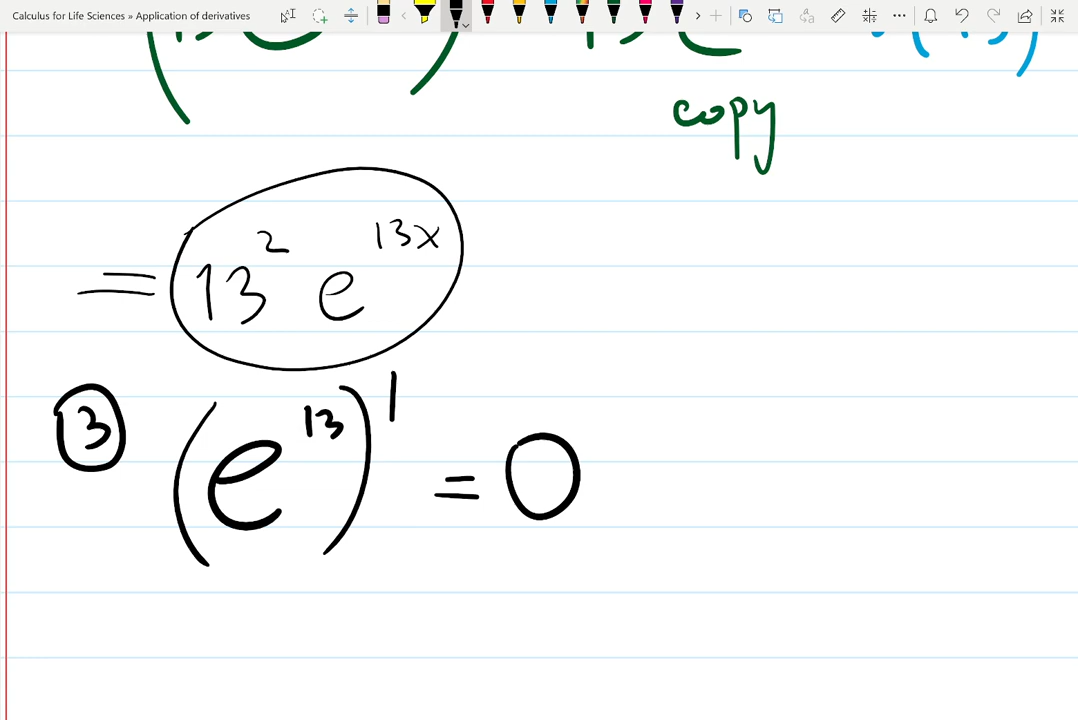 Calculus for Life Sciences » Application of derivatives
copy
= 13² e^{13x}
③ (e^{13})' = 0